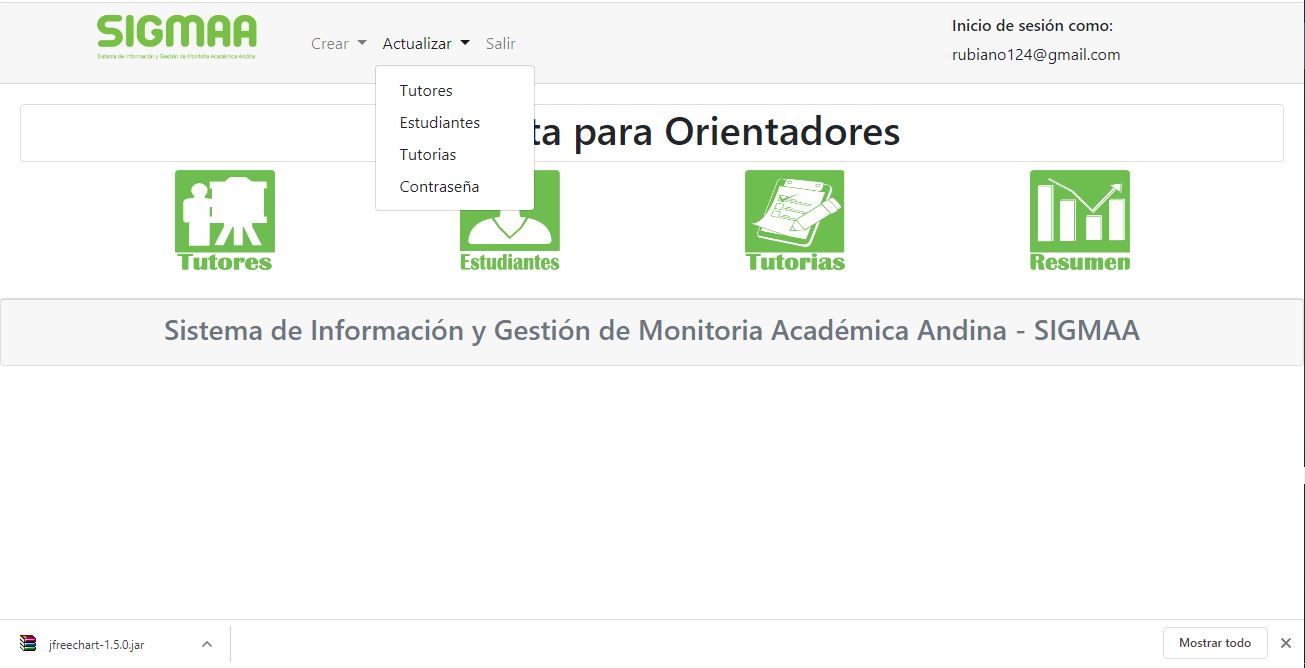 SIGMAA
Sistema de Información y Gestión de Monitoria Académica Andina
Crear
Actualizar
Salir
Inicio de sesión como:
rubiano124@gmail.com
Tutores
Estudiantes
Tutorias
Contraseña
ta para Orientadores
Tutores
Estudiantes
Tutorias
Resumen
Sistema de Información y Gestión de Monitoria Académica Andina - SIGMAA
jfreechart-1.5.0.jar
Mostrar todo